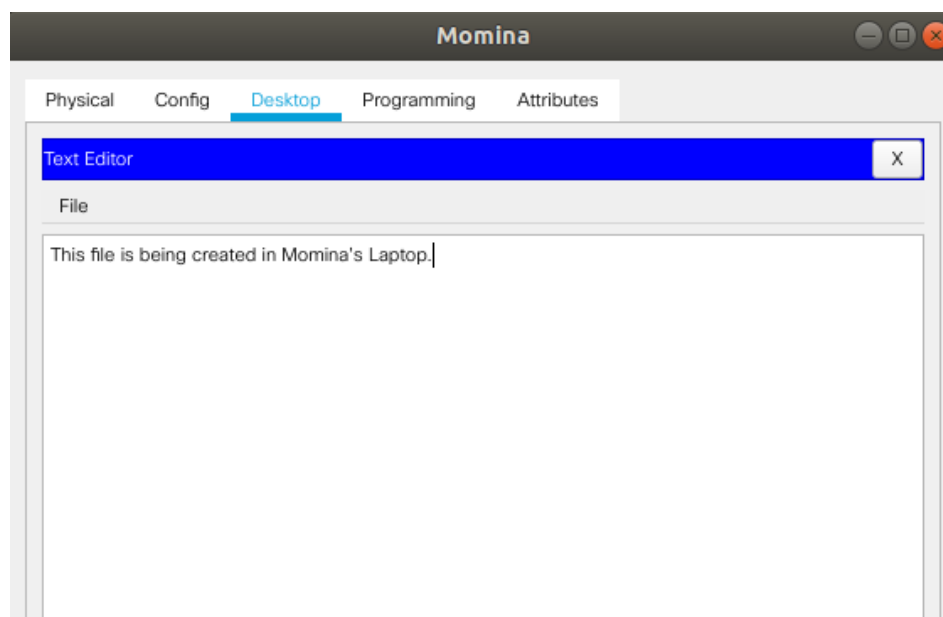 Momina
Physical Config Desktop Programming Attributes
Text Editor X
File
This file is being created in Momina's Laptop.